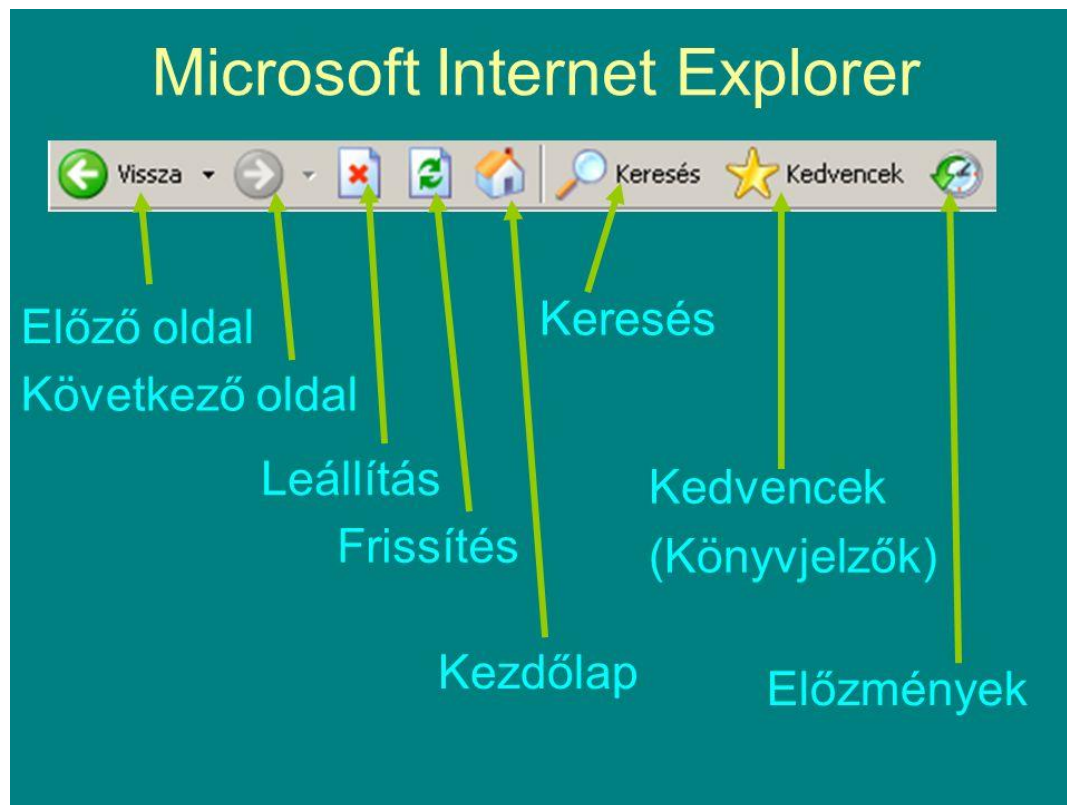 Microsoft Internet Explorer
Vissza Keresés Kedvencek
Előző oldal
Következő oldal
Keresés
Leállítás
Frissítés
Kedvencek
(Könyvjelzők)
Kezdőlap
Előzmények